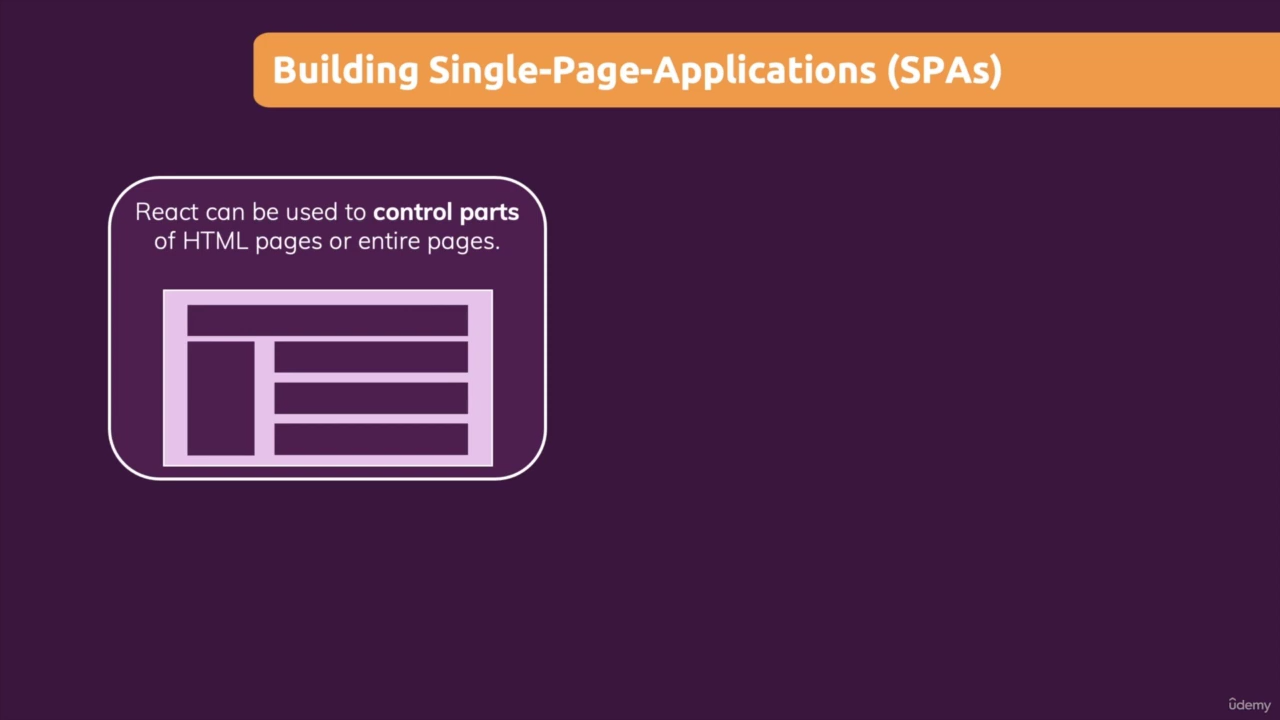 Building Single-Page-Applications (SPAs)
React can be used to control parts
of HTML pages or entire pages.
ûdemy